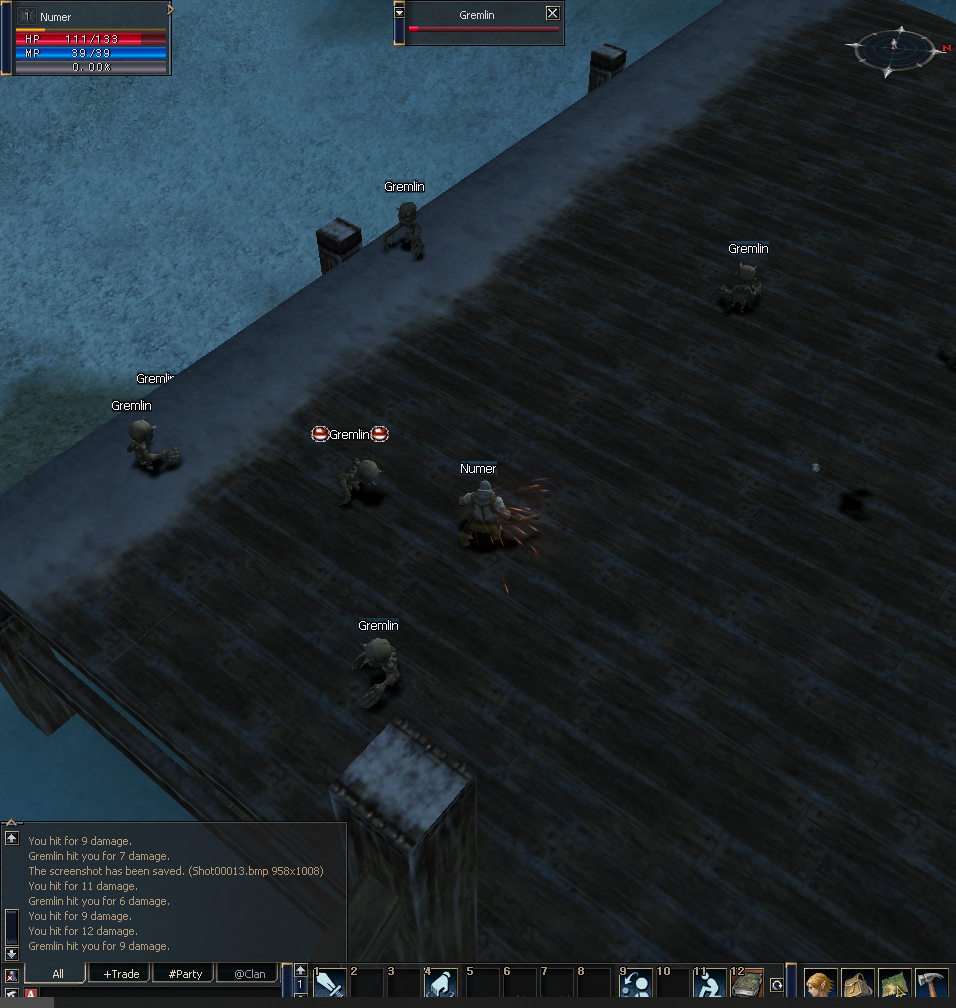 1 Numer
HP 111/133
MP 39/39
0.00%
Gremlin
N
Gremlin
Gremlin
Gremlin
Gremlin
Gremlin
Numer
Gremlin
You hit for 9 damage.
Gremlin hit you for 7 damage.
The screenshot has been saved. (Shot00013.bmp 958x1008)
You hit for 11 damage.
Gremlin hit you for 6 damage.
You hit for 9 damage.
You hit for 12 damage.
Gremlin hit you for 9 damage.
All +Trade #Party @Clan
1
1 2 3 4 5 6 7 8 9 10 11 12
A